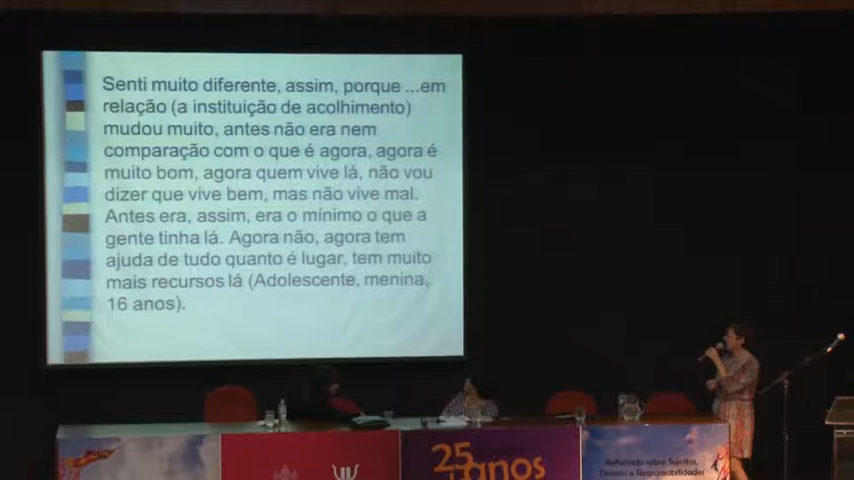 Senti muito diferente, assim, porque ...em
relação (a instituição de acolhimento)
mudou muito, antes não era nem
comparação com o que é agora, agora é
muito bom, agora quem vive lá, não vou
dizer que vive bem, mas não vive mal.
Antes era, assim, era o mínimo o que a
gente tinha lá. Agora não, agora tem
ajuda de tudo quanto é lugar, tem muito
mais recursos lá (Adolescente, menina,
16 anos).
25 anos
Refletindo sobre Sujeitos,
Direitos e Responsabilidades